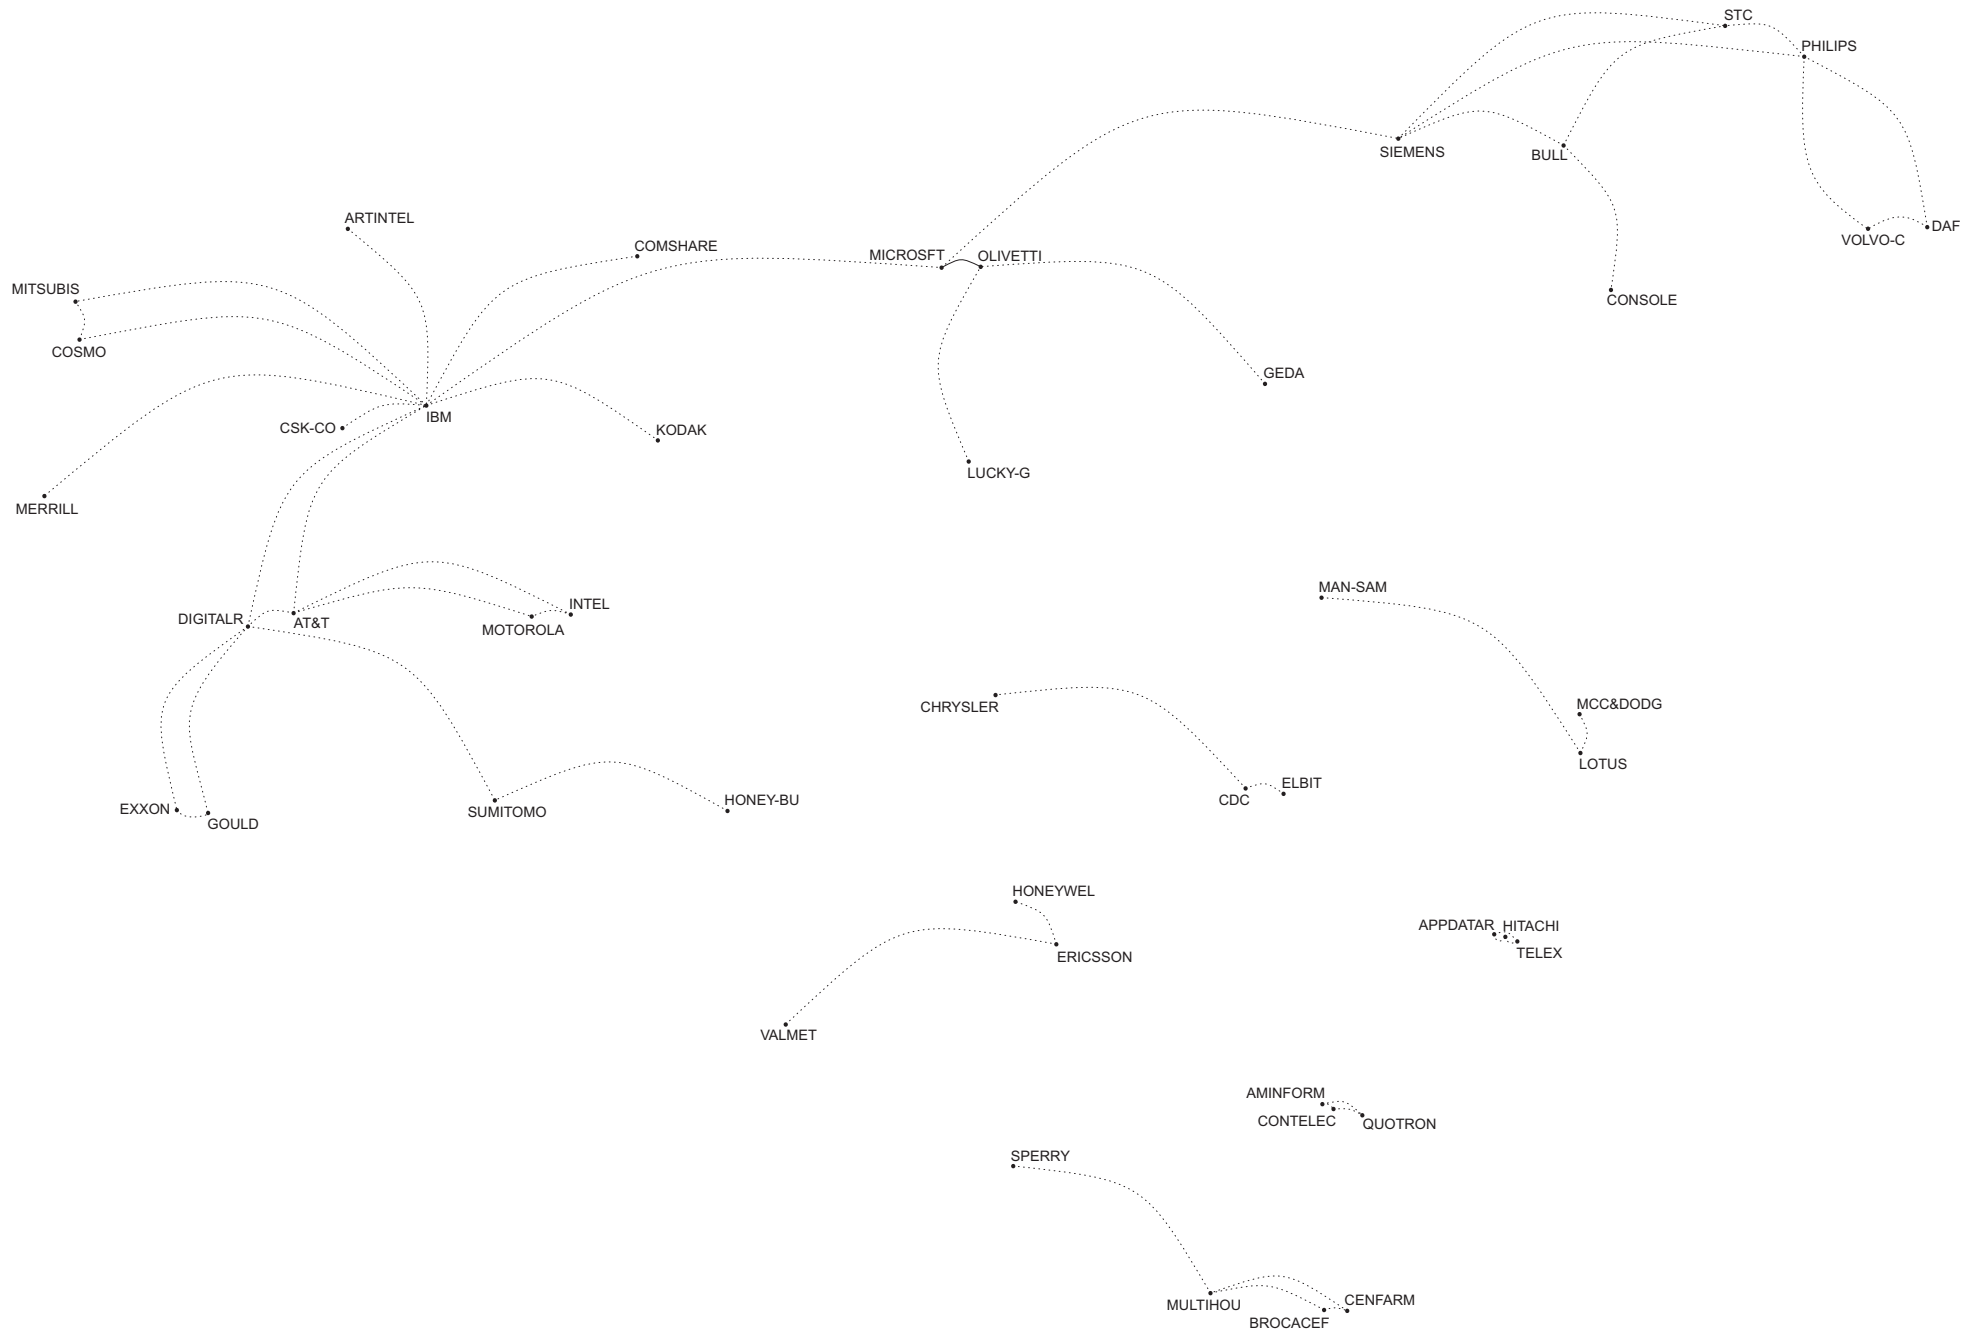 STC
PHILIPS
SIEMENS
BULL
ARTINTEL
DAF
VOLVO-C
COMSHARE
MICROSFT
OLIVETTI
MITSUBIS
CONSOLE
COSMO
GEDA
IBM
CSK-CO
KODAK
LUCKY-G
MERRILL
MAN-SAM
INTEL
DIGITALR
AT&T
MOTOROLA
MCC&DODG
CHRYSLER
LOTUS
ELBIT
CDC
HONEY-BU
EXXON
SUMITOMO
GOULD
HONEYWEL
APPDATAR
HITACHI
TELEX
ERICSSON
VALMET
AMINFORM
CONTELEC
QUOTRON
SPERRY
CENFARM
MULTIHOU
BROCACEF